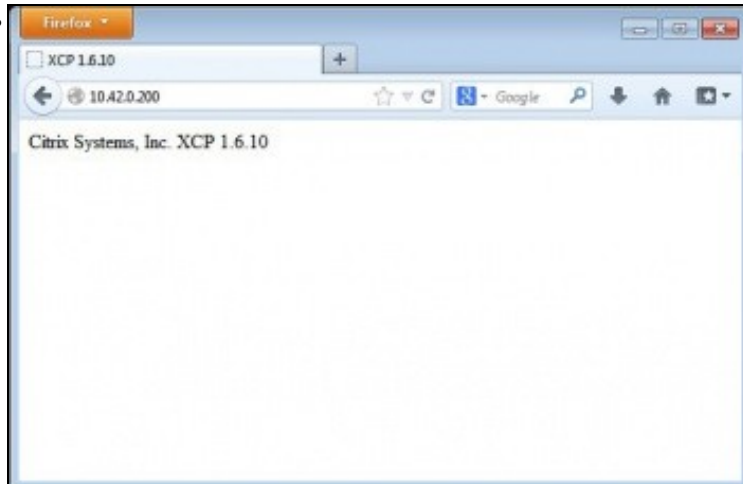 Firefox
XCP 1.6.10
10.42.0.200
Google
Citrix Systems, Inc. XCP 1.6.10